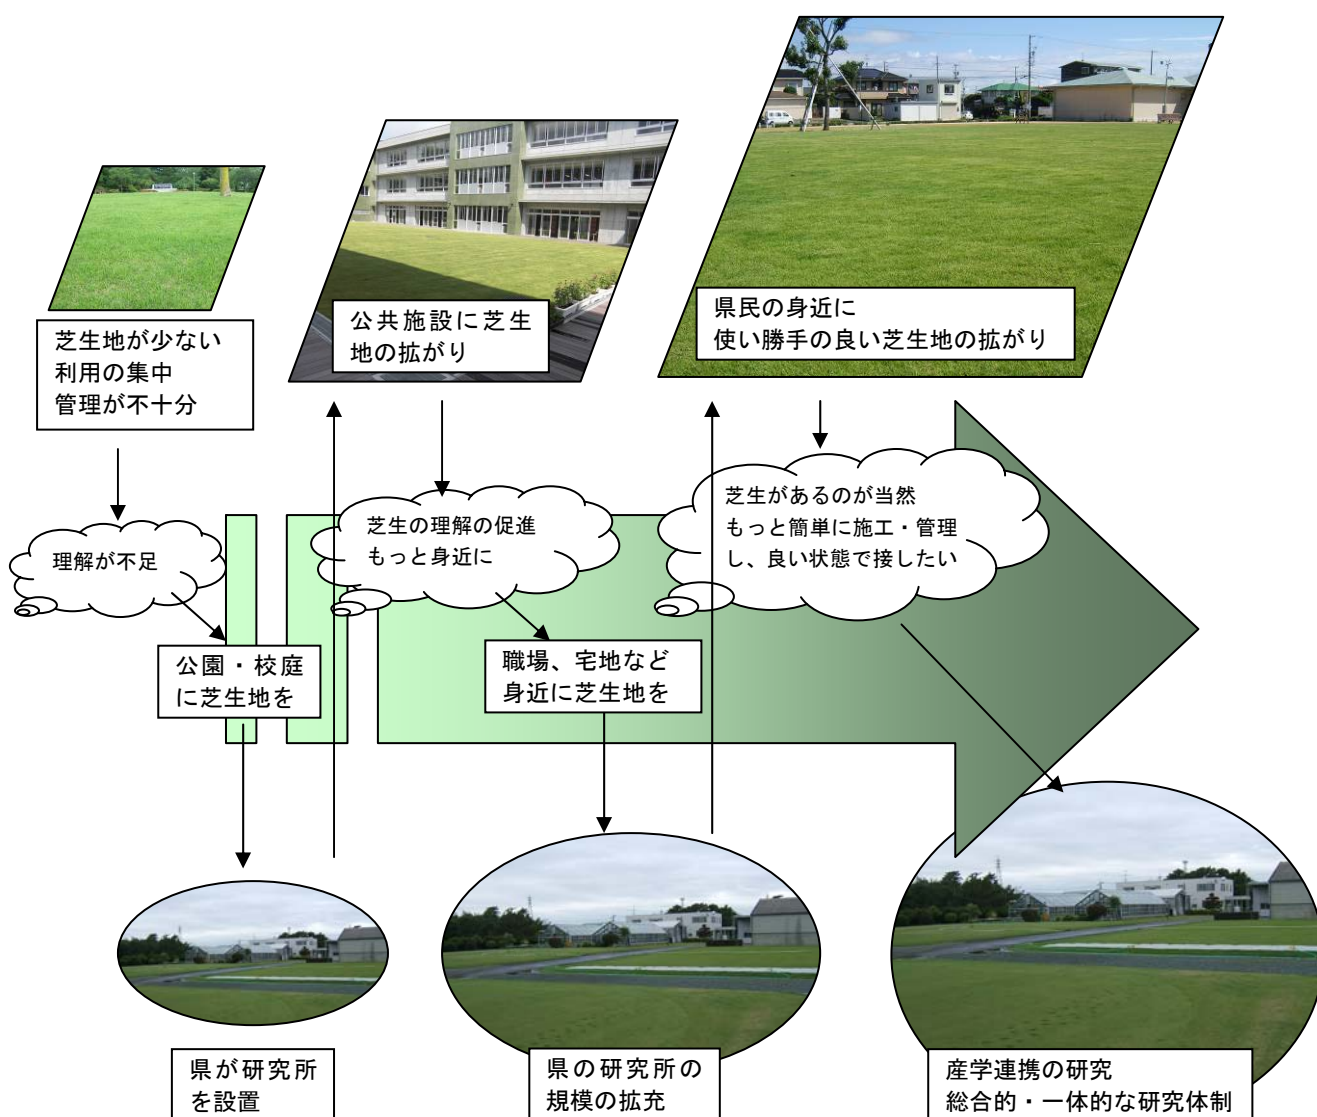 芝生地が少ない
利用の集中
管理が不十分
公共施設に芝生
地の拡がり
県民の身近に
使い勝手の良い芝生地の拡がり
理解が不足
芝生の理解の促進
もっと身近に
芝生があるのが当然
もっと簡単に施工・管理
し、良い状態で接したい
公園・校庭
に芝生地を
職場、宅地など
身近に芝生地を
県が研究所
を設置
県の研究所の
規模の拡充
産学連携の研究
総合的・一体的な研究体制